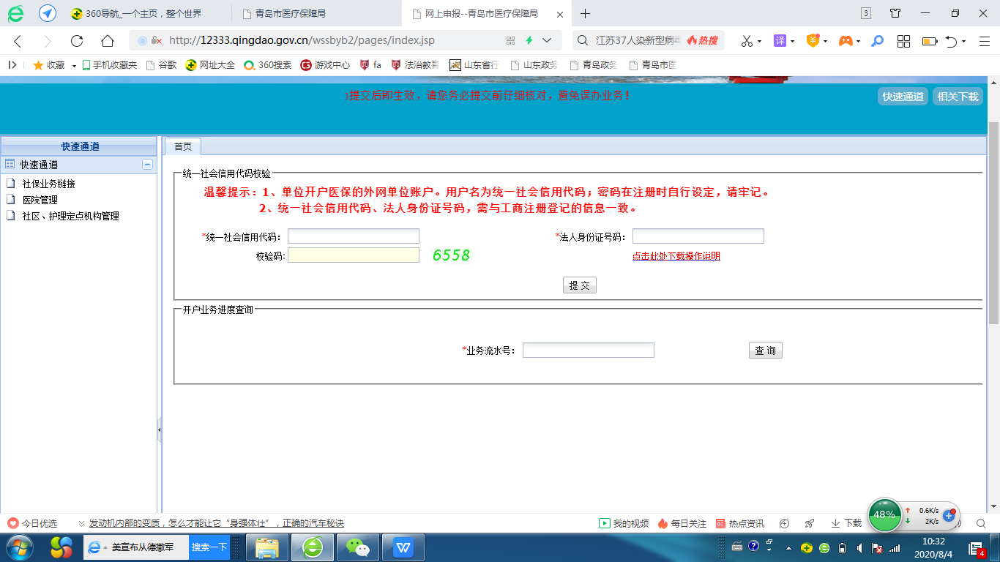 360导航_一个主页，整个世界
青岛市医疗保障局
网上申报--青岛市医疗保障局
3
http://12333.qingdao.gov.cn/wssbyb2/pages/index.jsp
江苏37人染新型病毒
热搜
译
收藏
手机收藏夹
谷歌
网址大全
360搜索
游戏中心
fa
法治教育
山东省行
山东政务
青岛政务
青岛市医
提交后即生效，请您务必提交前仔细核对，避免误办业务！
快速通道
相关下载
快速通道
快速通道
社保业务链接
医院管理
社区、护理定点机构管理
首页
统一社会信用代码校验
温馨提示：1、单位开户医保的外网单位账户。用户名为统一社会信用代码；密码在注册时自行设定，请牢记。
2、统一社会信用代码、法人身份证号码，需与工商注册登记的信息一致。
*统一社会信用代码：
*法人身份证号码：
校验码:
6558
点击此处下载操作说明
提 交
开户业务进度查询
*业务流水号：
查 询
今日优选
发动机内部的变质，怎么才能让它“身强体壮”，正确的汽车秘诀
我的视频
每日关注
热点资讯
下载
48%
0.6K/s
2K/s
美宣布从德撤军
搜索一下
W
10:32
2020/8/4
4